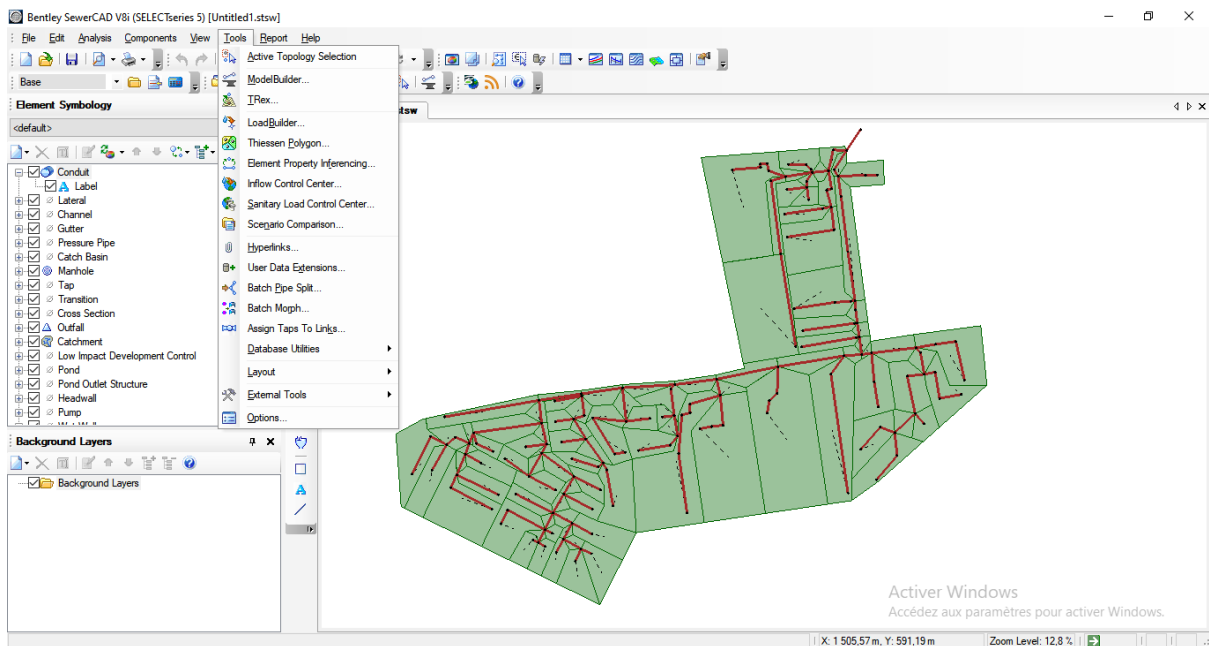 Bentley SewerCAD V8i (SELECTseries 5) [Untitled1.stsw]
File Edit Analysis Components View Tools Report Help
Base
Element Symbology
<default>
Conduit
Label
Lateral
Channel
Gutter
Pressure Pipe
Catch Basin
Manhole
Tap
Transition
Cross Section
Outfall
Catchment
Low Impact Development Control
Pond
Pond Outlet Structure
Headwall
Pump
Active Topology Selection
ModelBuilder...
TRex...
LoadBuilder...
Thiessen Polygon...
Element Property Inferencing...
Inflow Control Center...
Sanitary Load Control Center...
Scenario Comparison...
Hyperlinks...
User Data Extensions...
Batch Pipe Split...
Batch Morph...
Assign Taps To Links...
Database Utilities
Layout
External Tools
Options...
stsw
Background Layers
Background Layers
Activer Windows
Accédez aux paramètres pour activer Windows.
X: 1 505,57 m, Y: 591,19 m
Zoom Level: 12,8 %